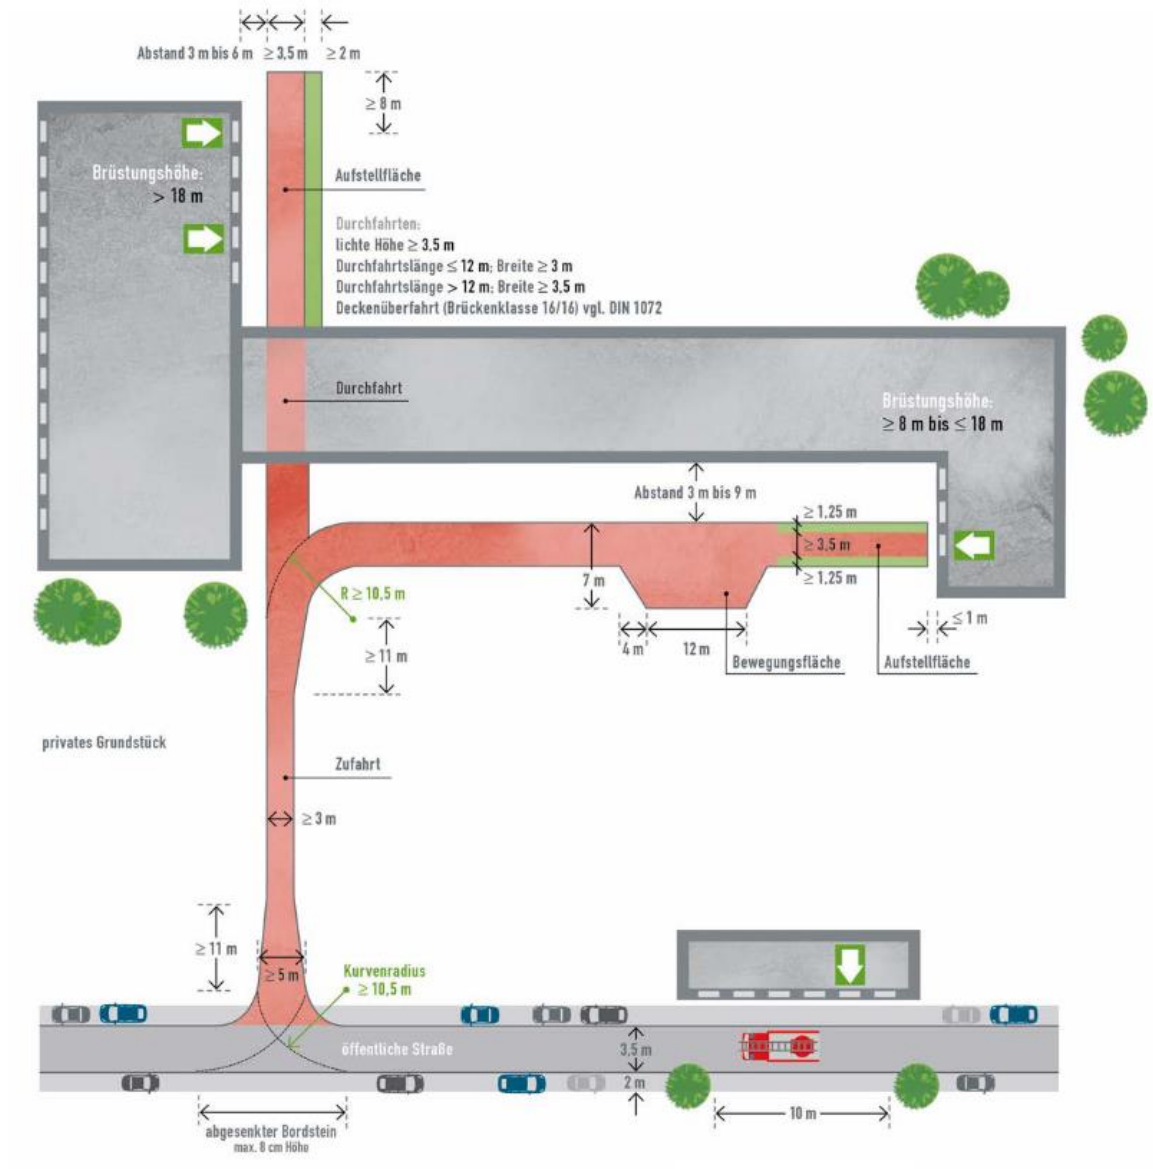 Abstand 3 m bis 6 m ≥ 3,5 m ≥ 2 m
≥ 8 m
Brüstungshöhe:
> 18 m
Aufstellfläche
Durchfahrten:
lichte Höhe ≥ 3,5 m
Durchfahrtslänge ≤ 12 m; Breite ≥ 3 m
Durchfahrtslänge > 12 m; Breite ≥ 3,5 m
Deckenüberfahrt (Brückenklasse 16/16) vgl. DIN 1072
Durchfahrt
Brüstungshöhe:
≥ 8 m bis ≤ 18 m
Abstand 3 m bis 9 m
≥ 1,25 m
≥ 3,5 m
≥ 1,25 m
7 m
R ≥ 10,5 m
≥ 11 m
4 m
12 m
≤ 1 m
Bewegungsfläche
Aufstellfläche
privates Grundstück
Zufahrt
≥ 3 m
≥ 11 m
≥ 5 m
Kurvenradius
≥ 10,5 m
öffentliche Straße
3,5 m
2 m
10 m
abgesenkter Bordstein
max. 8 cm Höhe